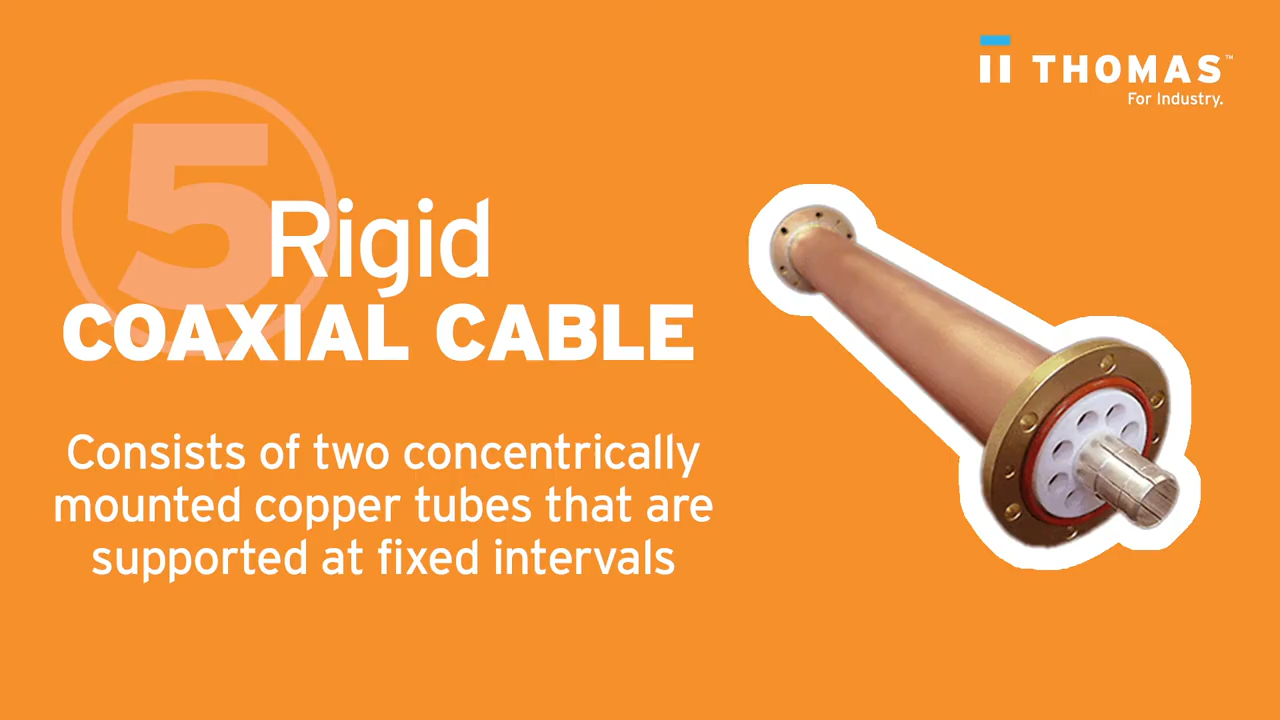 THOMAS™
For Industry.
5
Rigid
COAXIAL CABLE
Consists of two concentrically
mounted copper tubes that are
supported at fixed intervals